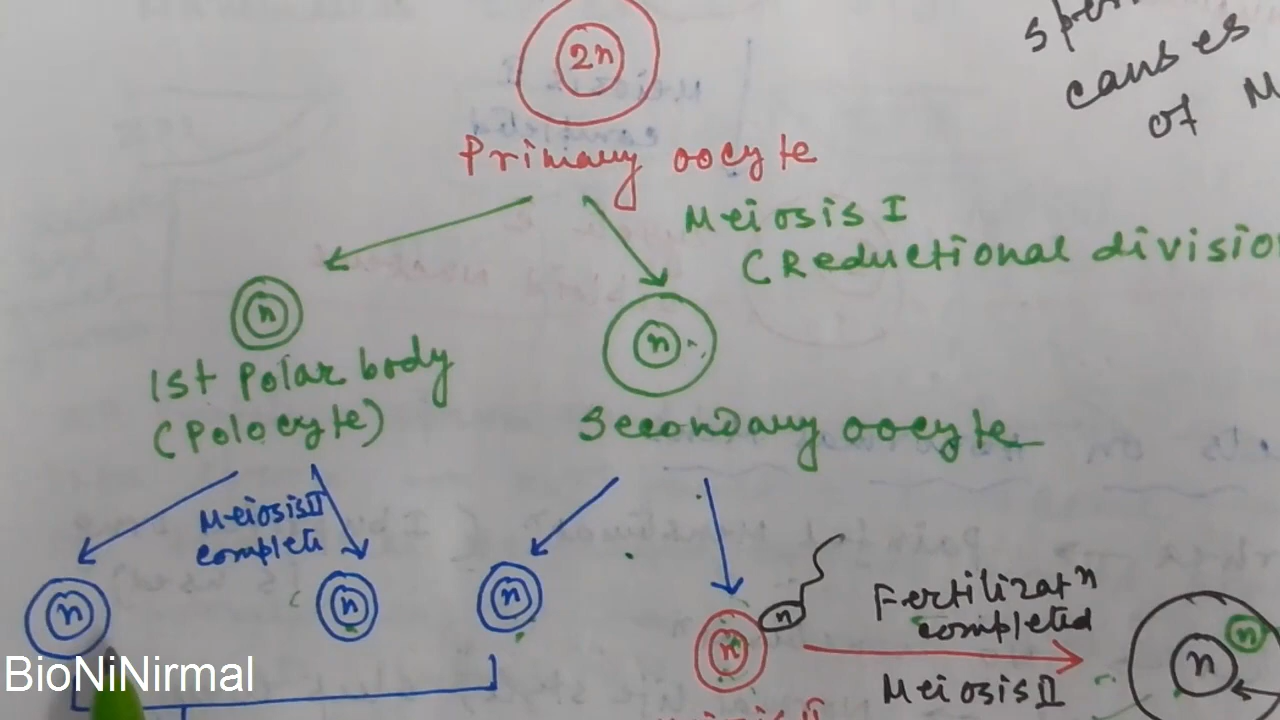 2n
sper
causes
of M
Primary oocyte
Meiosis I
(Reductional divisio
n
n
1st polar body
(Polocyte)
Secondary oocyte
Meiosis II
complete
n
n
n
n
n
Fertilizatn
completed
Meiosis II
n
n
BioNiNirmal